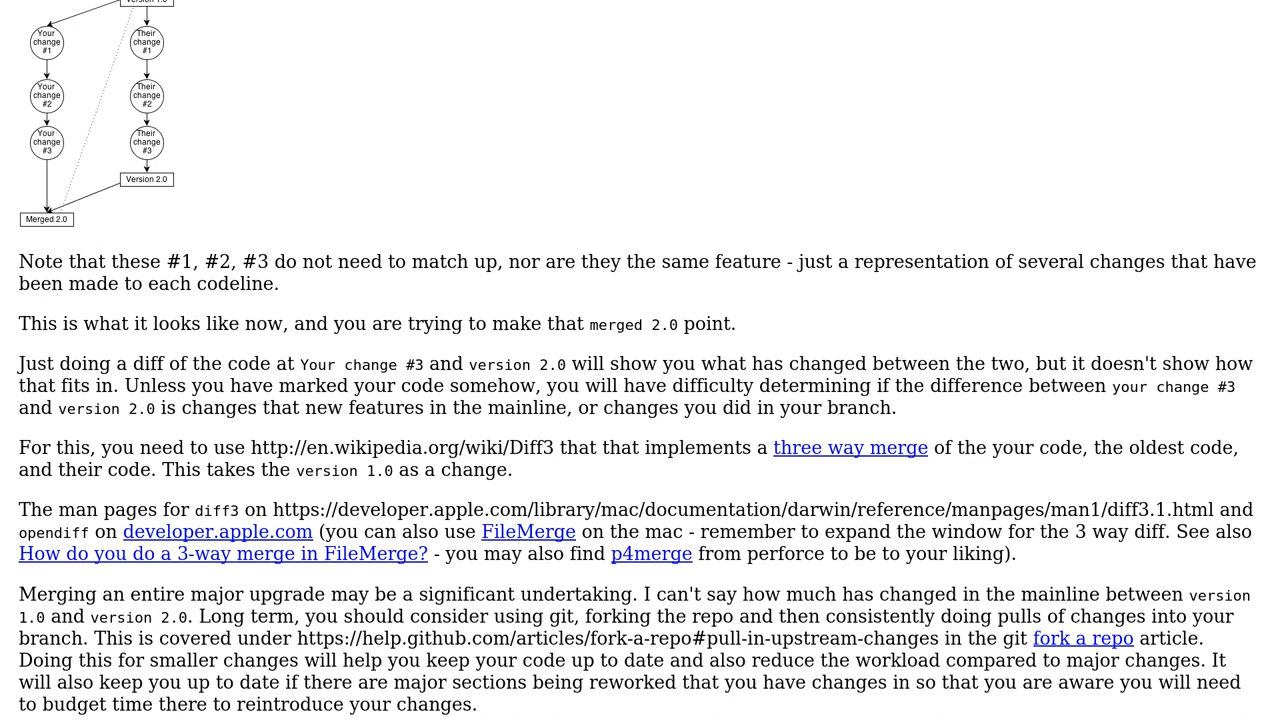 Version 1.0
Your
change
#1
Their
change
#1
Your
change
#2
Their
change
#2
Your
change
#3
Their
change
#3
Version 2.0
Merged 2.0
Note that these #1, #2, #3 do not need to match up, nor are they the same feature - just a representation of several changes that have
been made to each codeline.
This is what it looks like now, and you are trying to make that merged 2.0 point.
Just doing a diff of the code at Your change #3 and version 2.0 will show you what has changed between the two, but it doesn't show how
that fits in. Unless you have marked your code somehow, you will have difficulty determining if the difference between your change #3
and version 2.0 is changes that new features in the mainline, or changes you did in your branch.
For this, you need to use http://en.wikipedia.org/wiki/Diff3 that that implements a three way merge of the your code, the oldest code,
and their code. This takes the version 1.0 as a change.
The man pages for diff3 on https://developer.apple.com/library/mac/documentation/darwin/reference/manpages/man1/diff3.1.html and
opendiff on developer.apple.com (you can also use FileMerge on the mac - remember to expand the window for the 3 way diff. See also
How do you do a 3-way merge in FileMerge? - you may also find p4merge from perforce to be to your liking).
Merging an entire major upgrade may be a significant undertaking. I can't say how much has changed in the mainline between version
1.0 and version 2.0. Long term, you should consider using git, forking the repo and then consistently doing pulls of changes into your
branch. This is covered under https://help.github.com/articles/fork-a-repo#pull-in-upstream-changes in the git fork a repo article.
Doing this for smaller changes will help you keep your code up to date and also reduce the workload compared to major changes. It
will also keep you up to date if there are major sections being reworked that you have changes in so that you are aware you will need
to budget time there to reintroduce your changes.